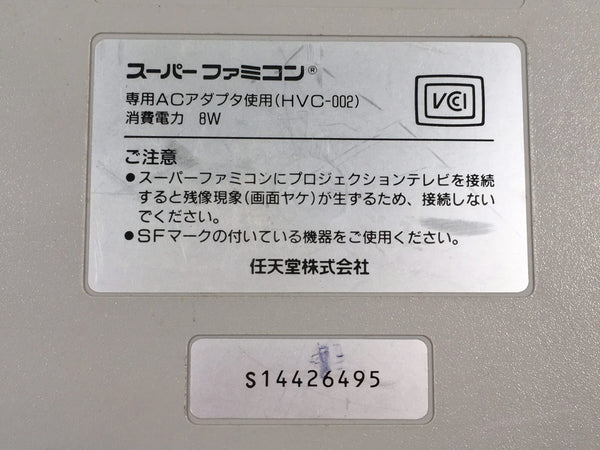 スーパーファミコン®
専用ACアダプタ使用(HVC-002)
消費電力 8W
VCCI
ご注意
●スーパーファミコンにプロジェクションテレビを接続
すると残像現象(画面ヤケ)が生ずるため、接続しない
でください。
●SFマークの付いている機器をご使用ください。
任天堂株式会社
S14426495